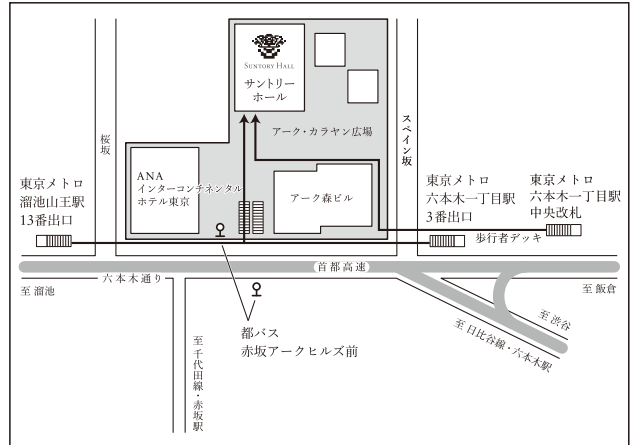 SUNTORY HALL
サントリー
ホール
アーク・カラヤン広場
桜坂
スペイン坂
ANA
インターコンチネンタル
ホテル東京
アーク森ビル
東京メトロ
溜池山王駅
13番出口
東京メトロ
六本木一丁目駅
3番出口
東京メトロ
六本木一丁目駅
中央改札
歩行者デッキ
首都高速
六本木通り
至 溜池
至 飯倉
至 渋谷
至 日比谷線・六本木駅
都バス
赤坂アークヒルズ前
至 千代田線・赤坂駅